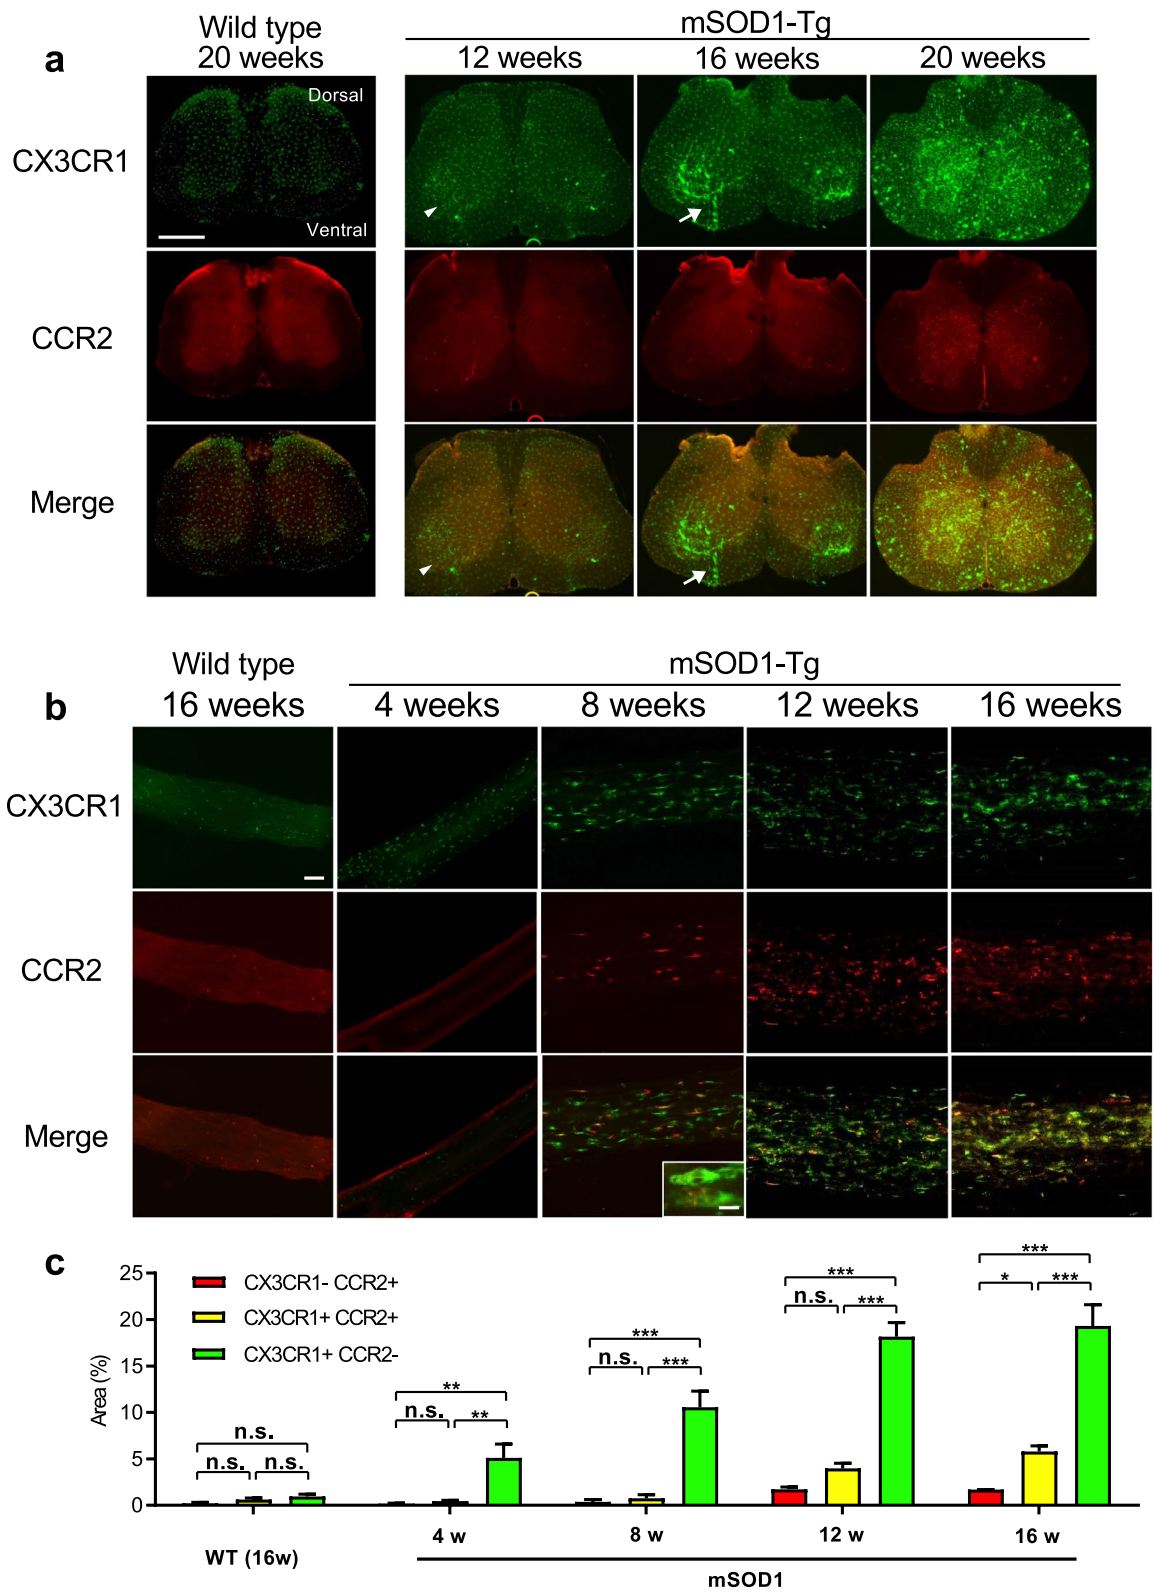 Wild type
mSOD1-Tg
a
20 weeks
12 weeks
16 weeks
20 weeks
CX3CR1
Dorsal
Ventral
CCR2
Merge
Wild type
mSOD1-Tg
b
16 weeks
4 weeks
8 weeks
12 weeks
16 weeks
CX3CR1
CCR2
Merge
c
Area (%)
25
20
15
10
5
0
CX3CR1- CCR2+
CX3CR1+ CCR2+
CX3CR1+ CCR2-
n.s.
n.s.
n.s.
**
n.s.
**
***
n.s.
***
***
n.s.
***
***
*
***
WT (16w)
4 w
8 w
12 w
16 w
mSOD1